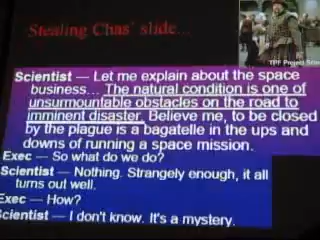 Stealing Chas' slide...
TRF Project Scien
Scientist — Let me explain about the space
business... The natural condition is one of
unsurmountable obstacles on the road to
imminent disaster. Believe me, to be closed
by the plague is a bagatelle in the ups and
downs of running a space mission.
Exec — So what do we do?
Scientist — Nothing. Strangely enough, it all
turns out well.
Exec — How?
Scientist — I don't know. It's a mystery.